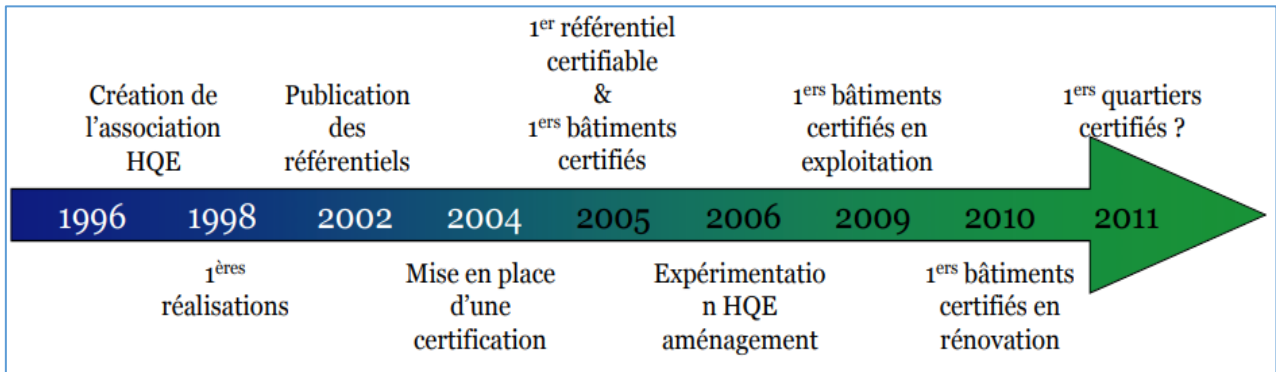 Création de
l'association
HQE
Publication
des
référentiels
1er référentiel
certifiable
&
1ers bâtiments
certifiés
1ers bâtiments
certifiés en
exploitation
1ers quartiers
certifiés ?
1996 1998 2002 2004 2005 2006 2009 2010 2011
1ères
réalisations
Mise en place
d'une
certification
Expérimentatio
n HQE
aménagement
1ers bâtiments
certifiés en
rénovation